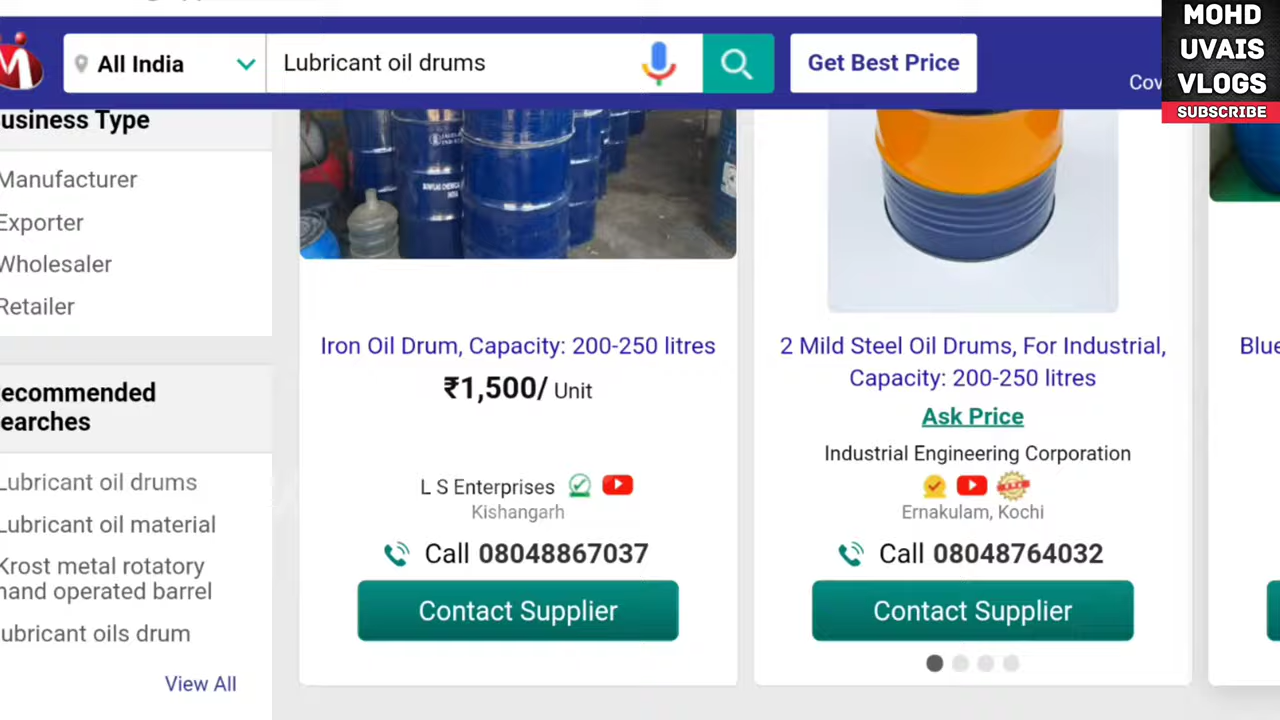 MOHD
UVAIS
VLOGS
SUBSCRIBE
All India
Lubricant oil drums
Get Best Price
Cov
usiness Type
Manufacturer
Exporter
Wholesaler
Retailer
ecommended
earches
Lubricant oil drums
Lubricant oil material
Krost metal rotatory
hand operated barrel
ubricant oils drum
View All
Iron Oil Drum, Capacity: 200-250 litres
₹1,500/ Unit
L S Enterprises
Kishangarh
Call 08048867037
Contact Supplier
2 Mild Steel Oil Drums, For Industrial,
Capacity: 200-250 litres
Ask Price
Industrial Engineering Corporation
Ernakulam, Kochi
Call 08048764032
Contact Supplier
Blue